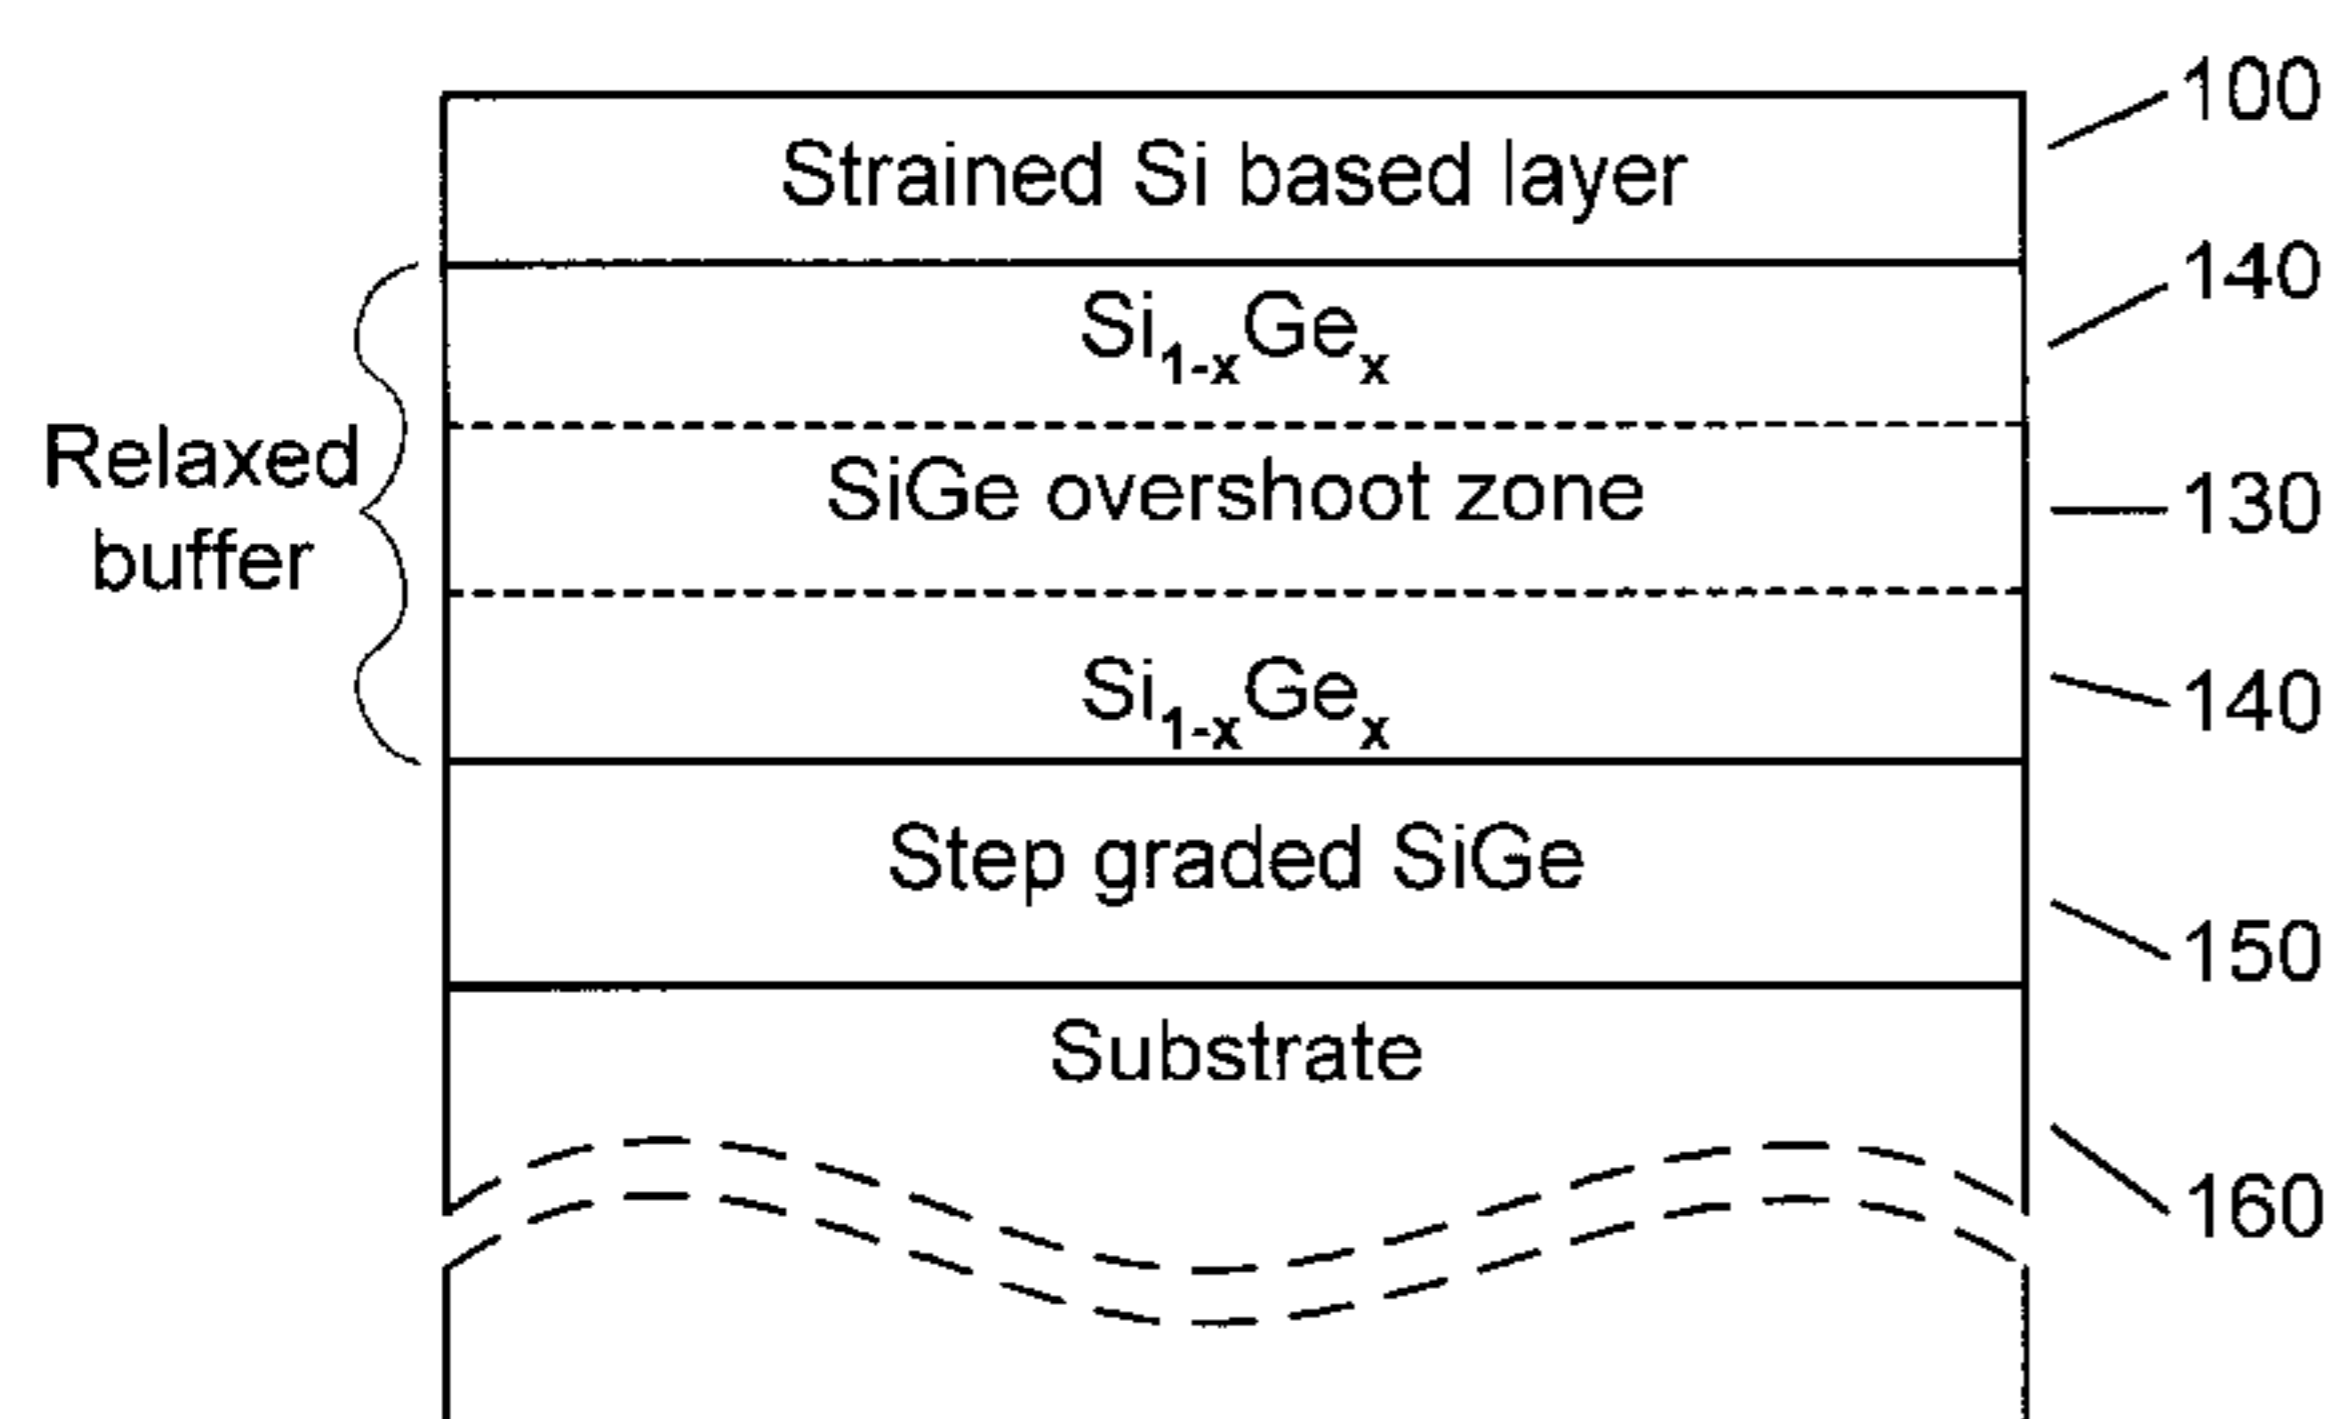 100
Strained Si based layer
140
Si1-xGex
Relaxed
buffer
SiGe overshoot zone
130
Si1-xGex
140
Step graded SiGe
150
Substrate
160